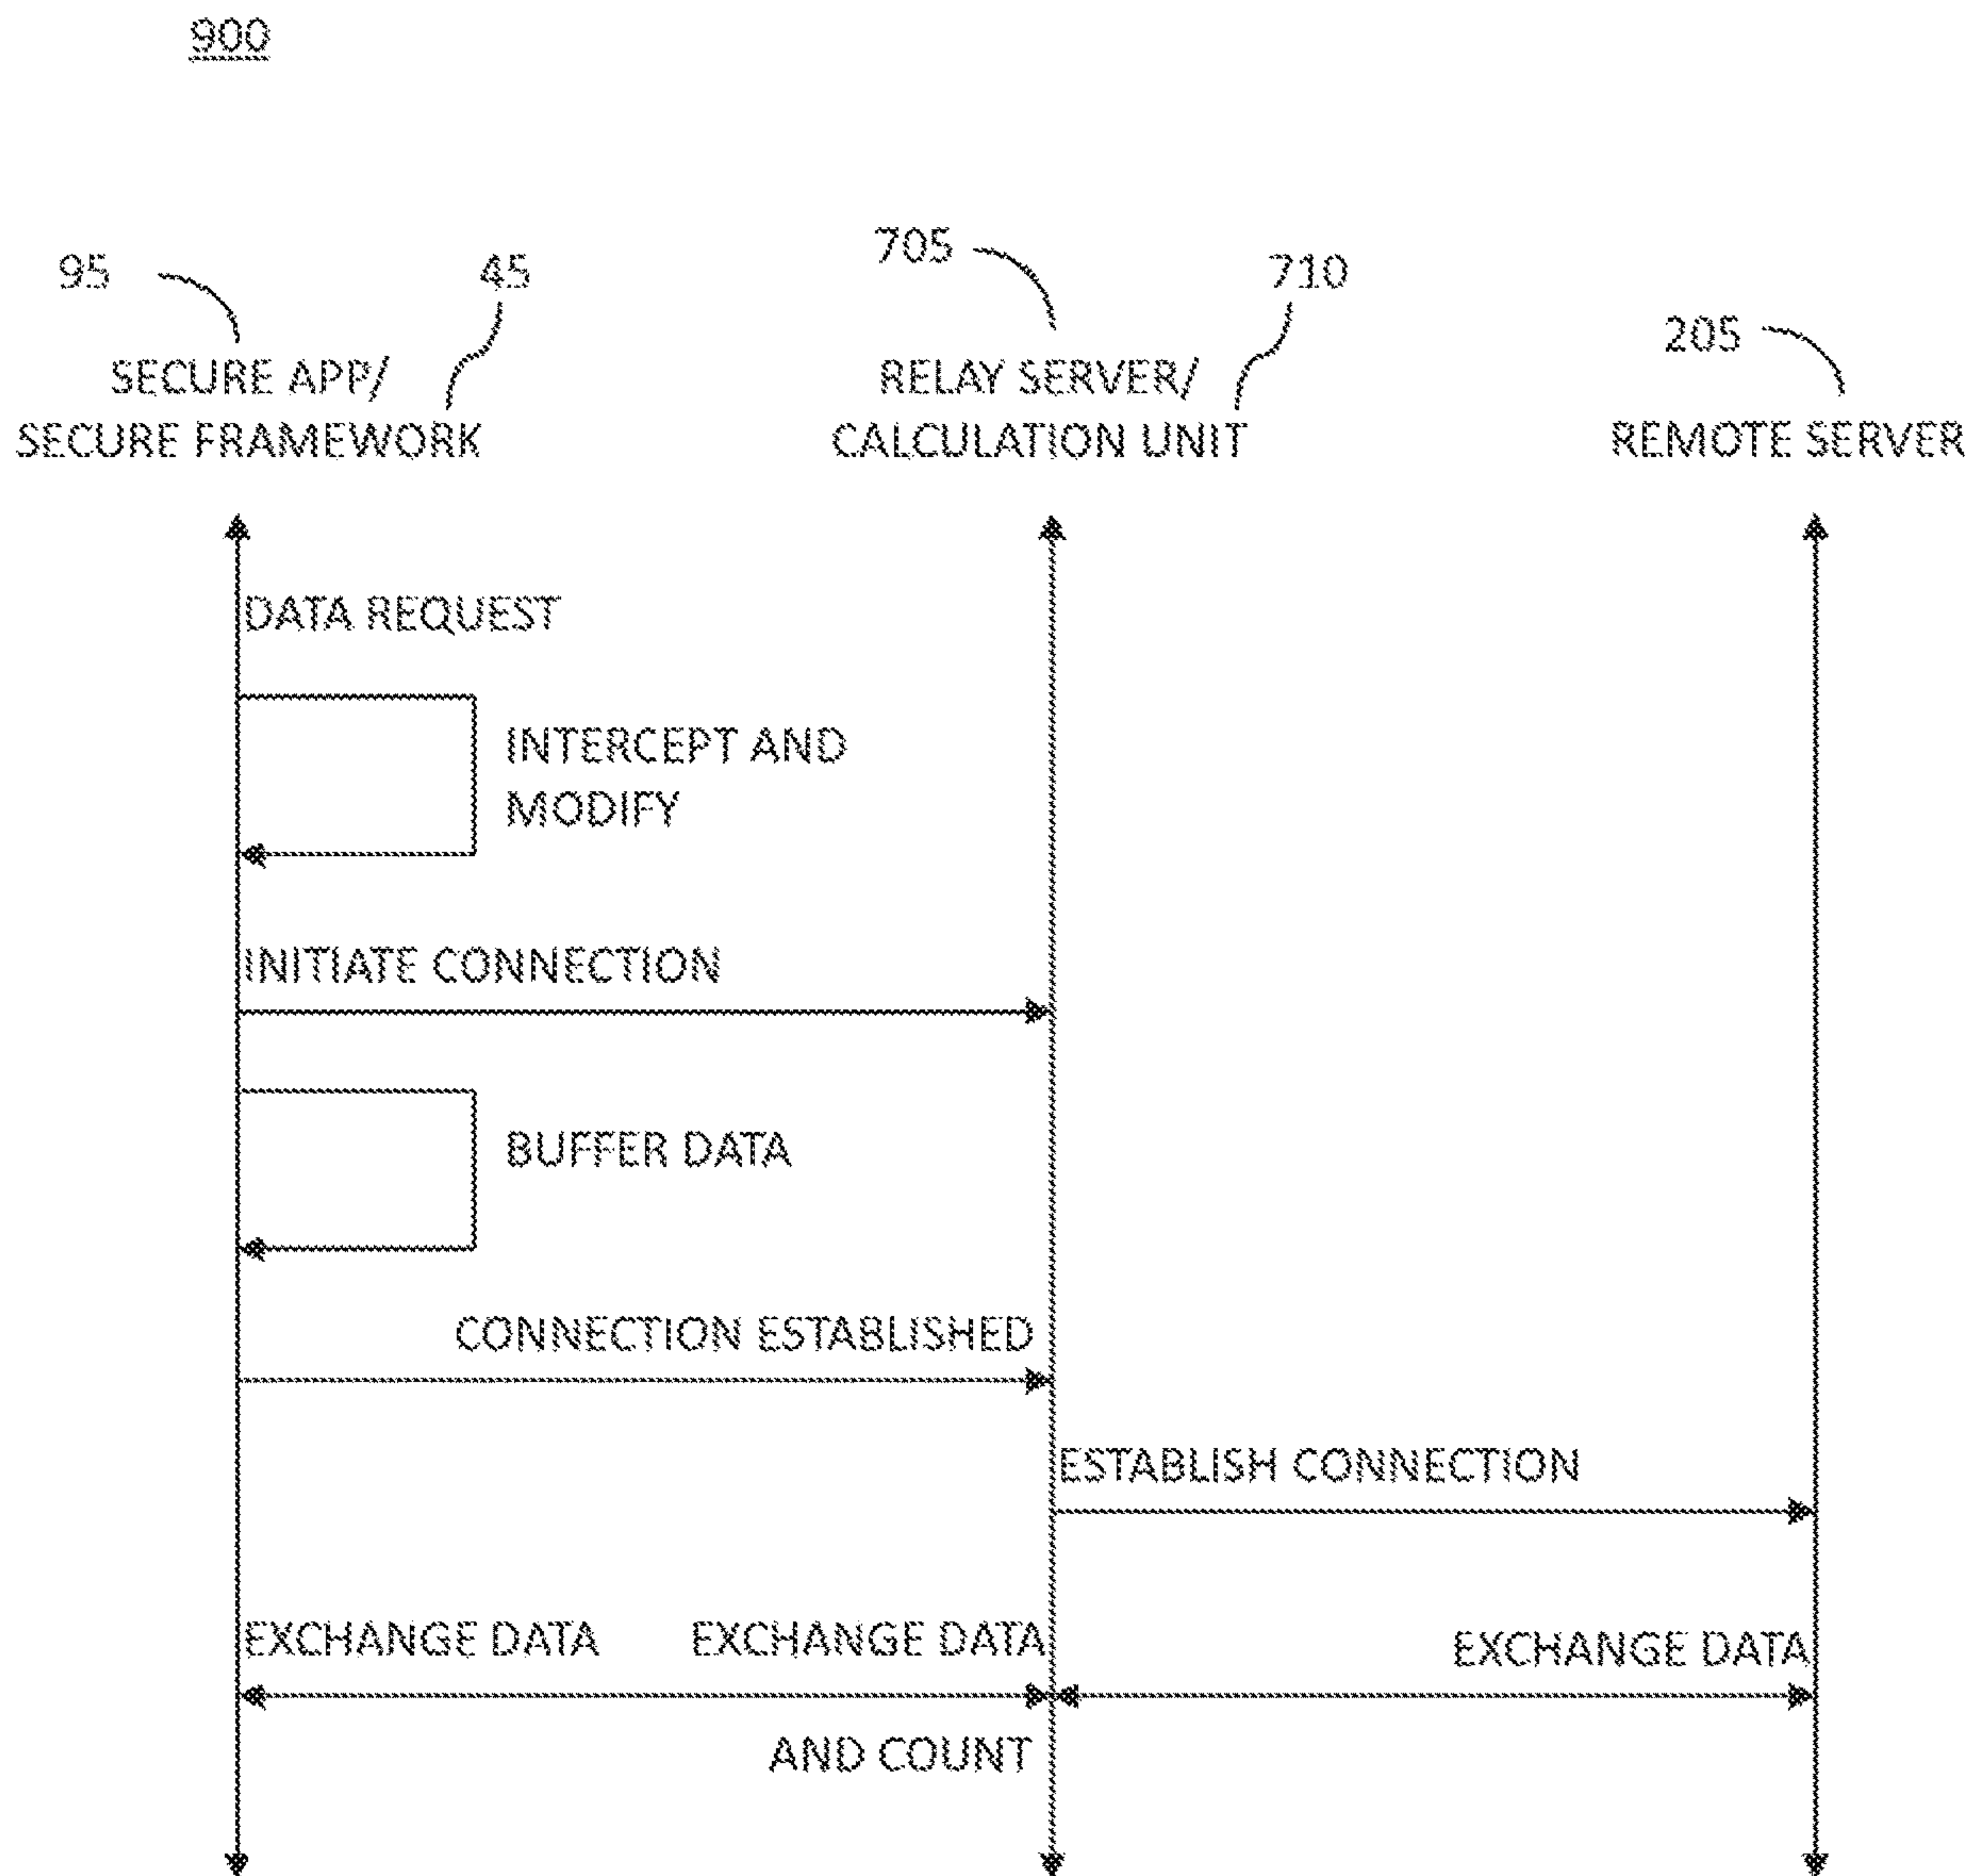 900
95
45
705
710
205
SECURE APP/
SECURE FRAMEWORK
RELAY SERVER/
CALCULATION UNIT
REMOTE SERVER
DATA REQUEST
INTERCEPT AND
MODIFY
INITIATE CONNECTION
BUFFER DATA
CONNECTION ESTABLISHED
ESTABLISH CONNECTION
EXCHANGE DATA
EXCHANGE DATA
EXCHANGE DATA
AND COUNT